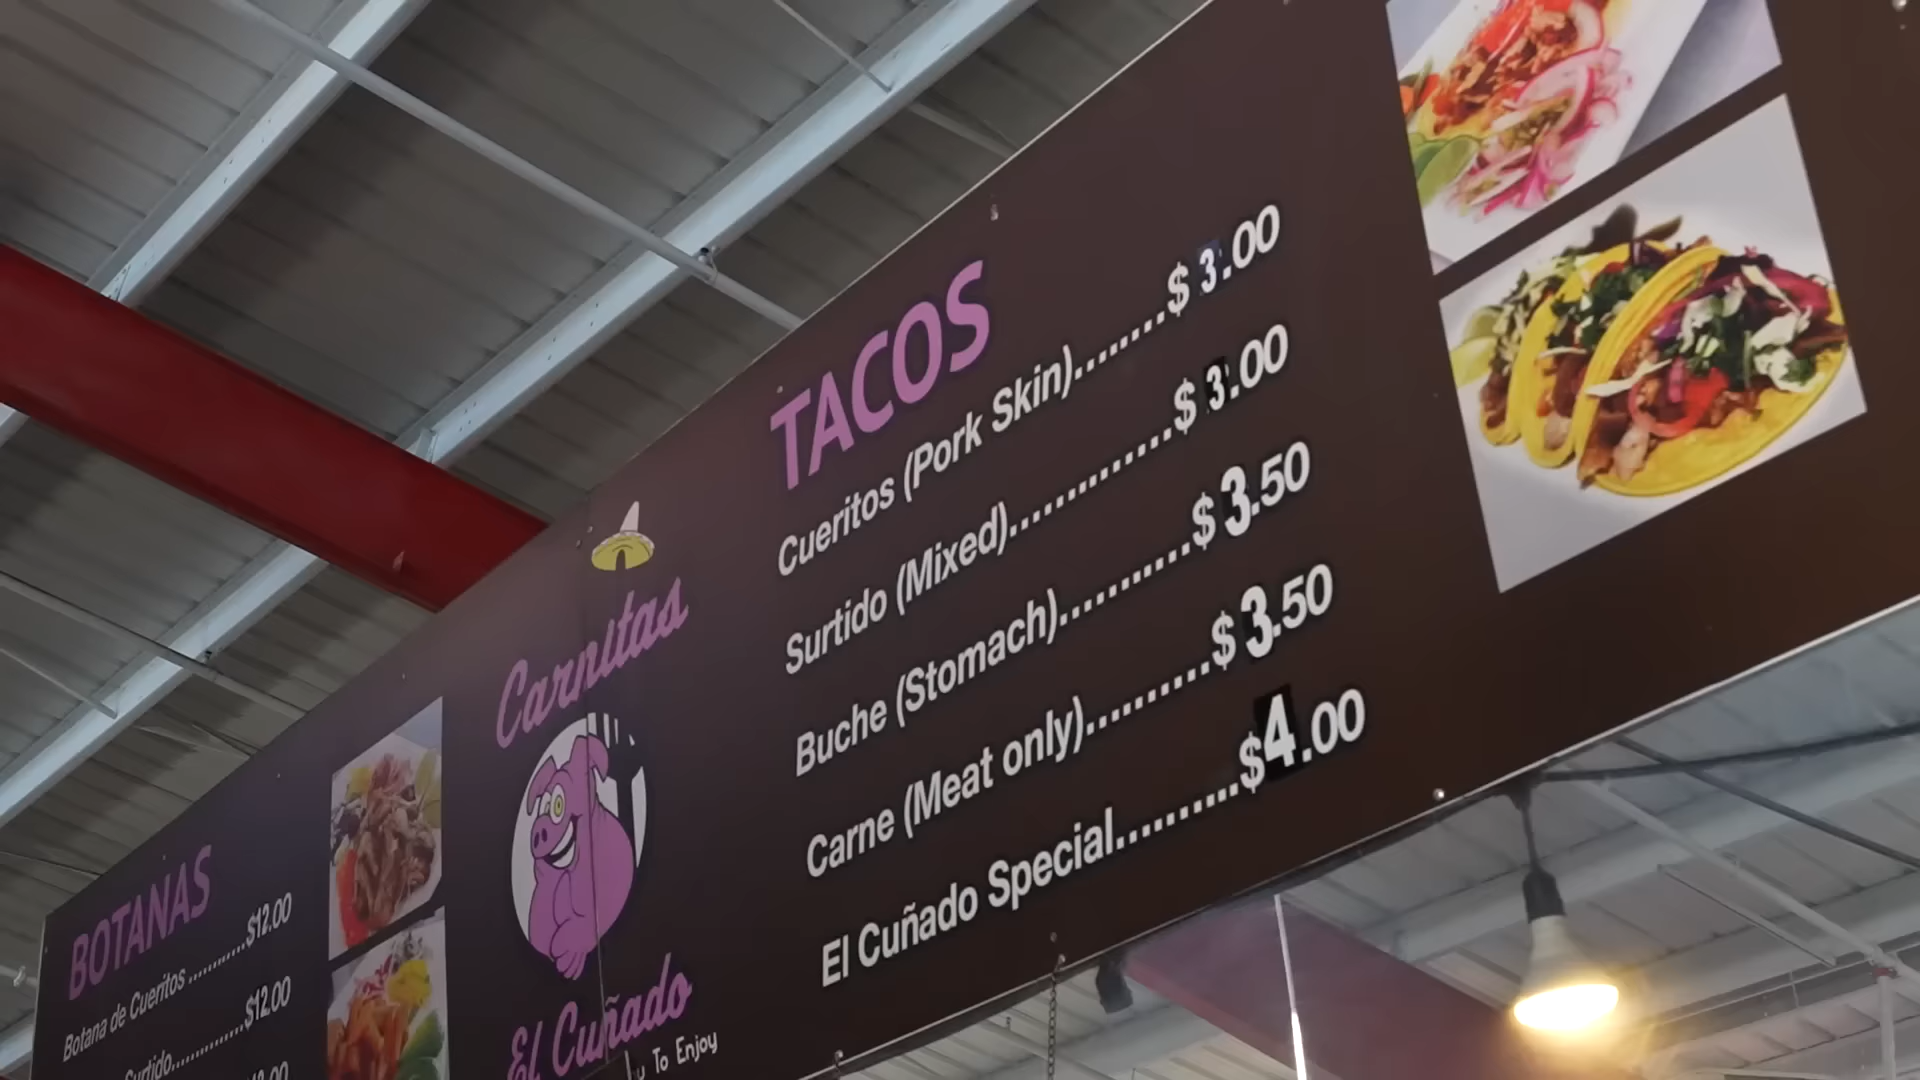 TACOS
Cueritos (Pork Skin)........$ 3.00
Surtido (Mixed)..............$ 3.00
Buche (Stomach)...........$ 3.50
Carne (Meat only)..........$ 3.50
El Cuñado Special..........$4.00
Carnitas
El Cuñado
To Enjoy
BOTANAS
Botana de Cueritos ..........$12.00
Surtido.............$12.00